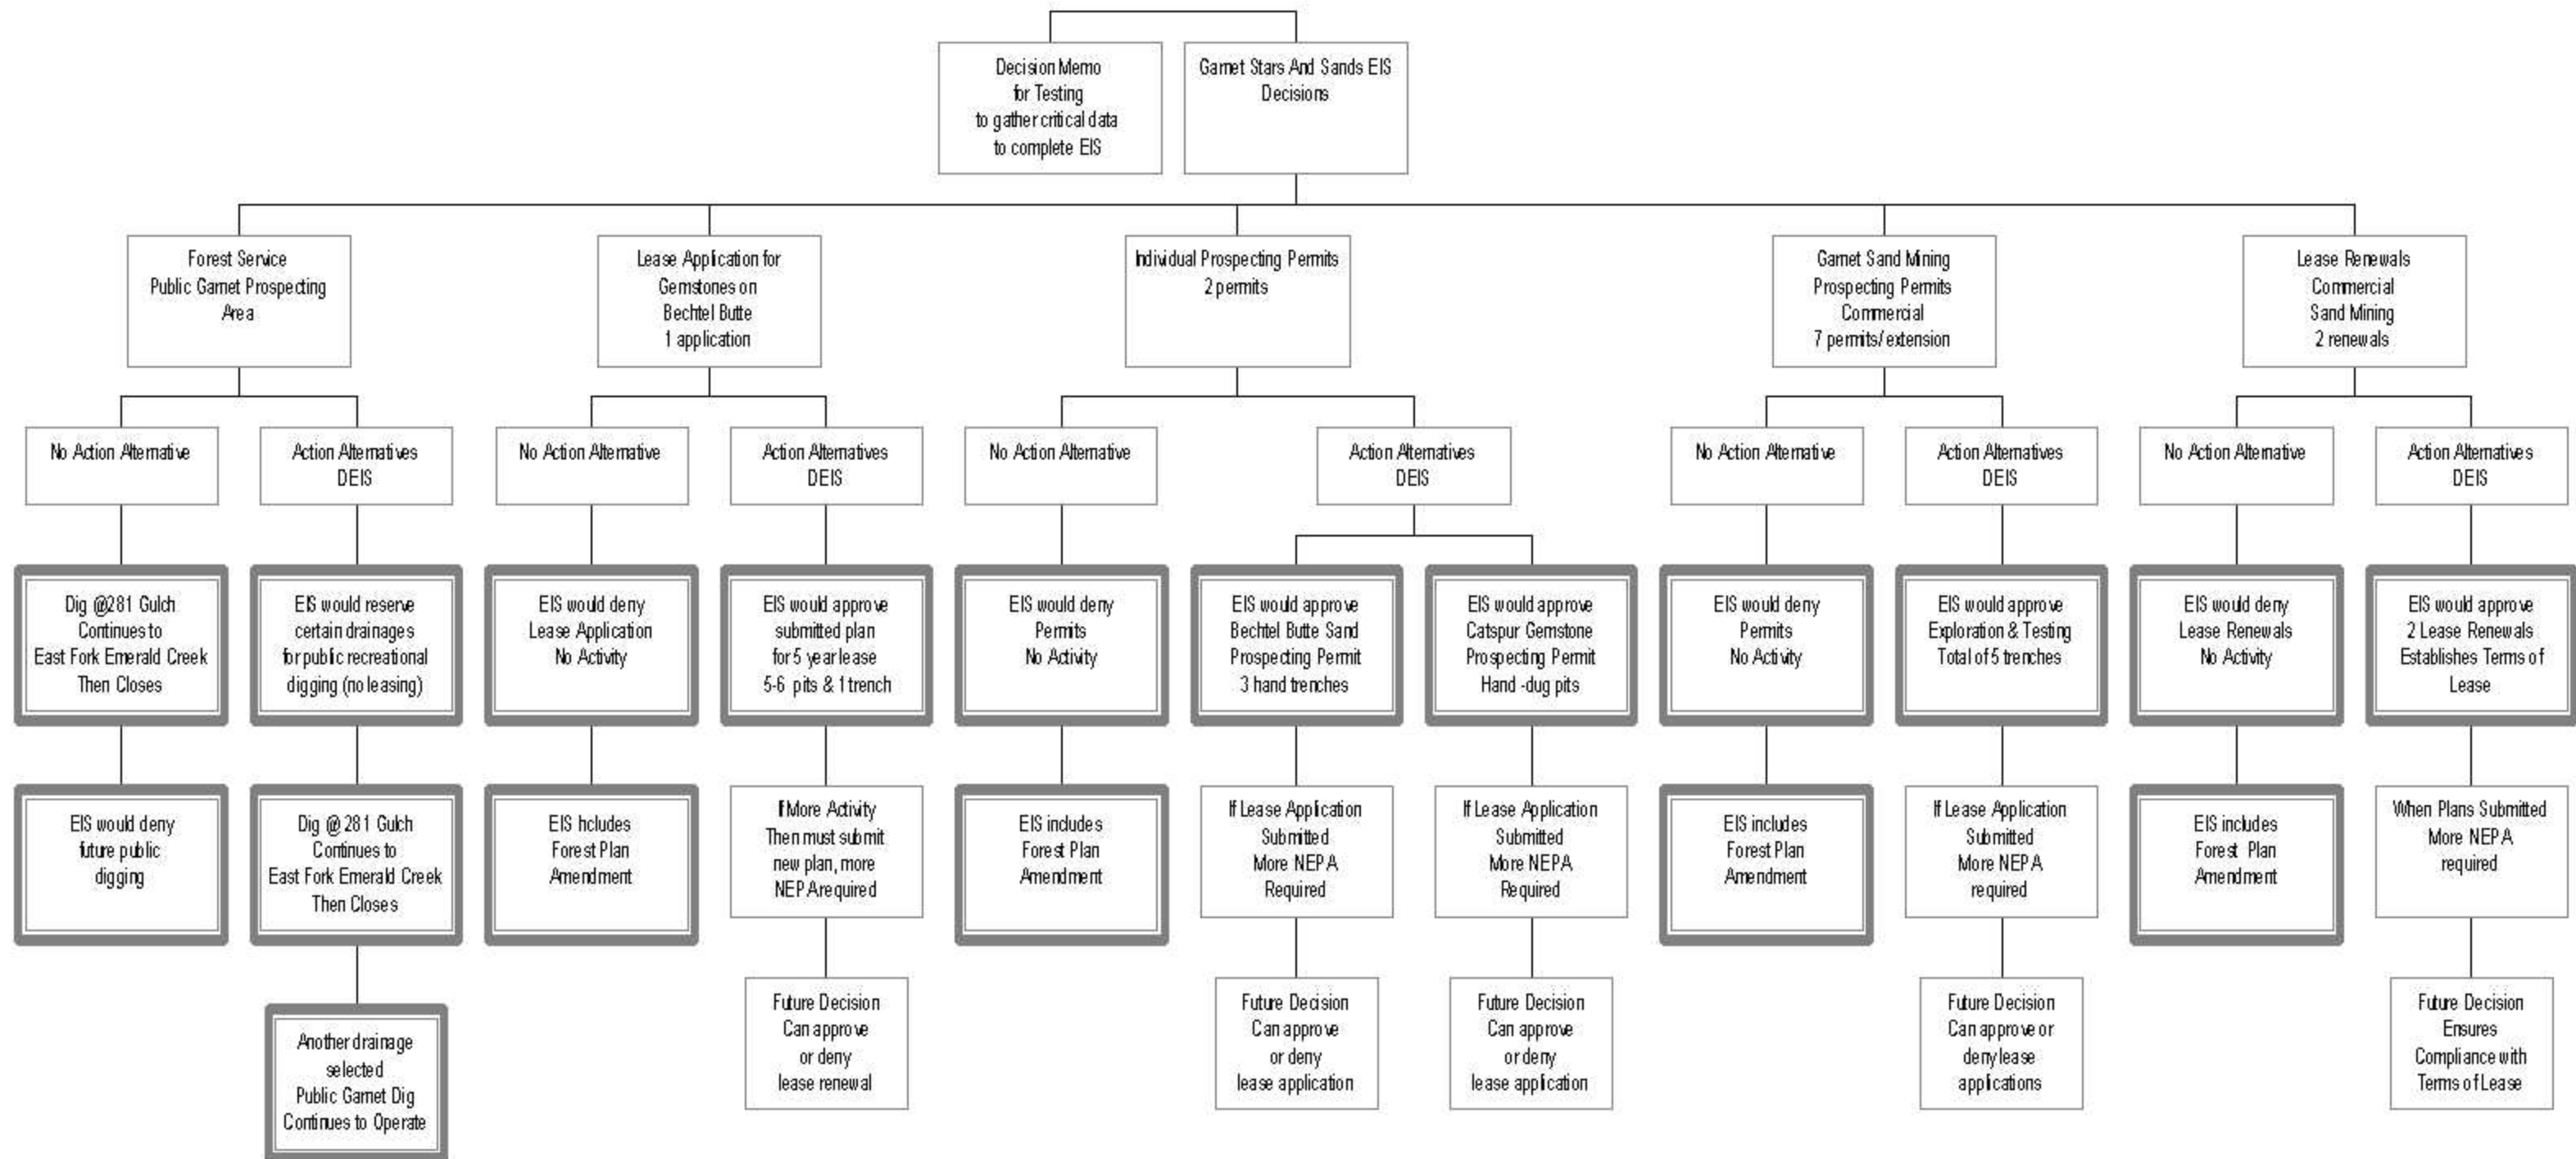 Decision Memo
for Testing
to gather critical data
to complete EIS
Garnet Stars And Sands EIS
Decisions
Forest Service
Public Garnet Prospecting
Area
Lease Application for
Gemstones on
Bechtel Butte
1 application
Individual Prospecting Permits
2 permits
Garnet Sand Mining
Prospecting Permits
Commercial
7 permits/extension
Lease Renewals
Commercial
Sand Mining
2 renewals
No Action Alternative
Action Alternatives
DEIS
No Action Alternative
Action Alternatives
DEIS
No Action Alternative
Action Alternatives
DEIS
No Action Alternative
Action Alternatives
DEIS
No Action Alternative
Action Alternatives
DEIS
Dig @281 Gulch
Continues to
East Fork Emerald Creek
Then Closes
EIS would reserve
certain drainages
for public recreational
digging (no leasing)
EIS would deny
Lease Application
No Activity
EIS would approve
submitted plan
for 5 year lease
5-6 pits & 1 trench
EIS would deny
Permits
No Activity
EIS would approve
Bechtel Butte Sand
Prospecting Permit
3 hand trenches
EIS would approve
Catspur Gemstone
Prospecting Permit
Hand -dug pits
EIS would deny
Permits
No Activity
EIS would approve
Exploration & Testing
Total of 5 trenches
EIS would deny
Lease Renewals
No Activity
EIS would approve
2 Lease Renewals
Establishes Terms of
Lease
EIS would deny
future public
digging
Dig @ 281 Gulch
Continues to
East Fork Emerald Creek
Then Closes
EIS Includes
Forest Plan
Amendment
If More Activity
Then must submit
new plan, more
NEPA required
EIS includes
Forest Plan
Amendment
If Lease Application
Submitted
More NEPA
Required
If Lease Application
Submitted
More NEPA
Required
EIS includes
Forest Plan
Amendment
If Lease Application
Submitted
More NEPA
required
EIS includes
Forest Plan
Amendment
When Plans Submitted
More NEPA
required
Another drainage
selected
Public Garnet Dig
Continues to Operate
Future Decision
Can approve
or deny
lease renewal
Future Decision
Can approve
or deny
lease application
Future Decision
Can approve
or deny
lease application
Future Decision
Can approve or
deny lease
applications
Future Decision
Ensures
Compliance with
Terms of Lease